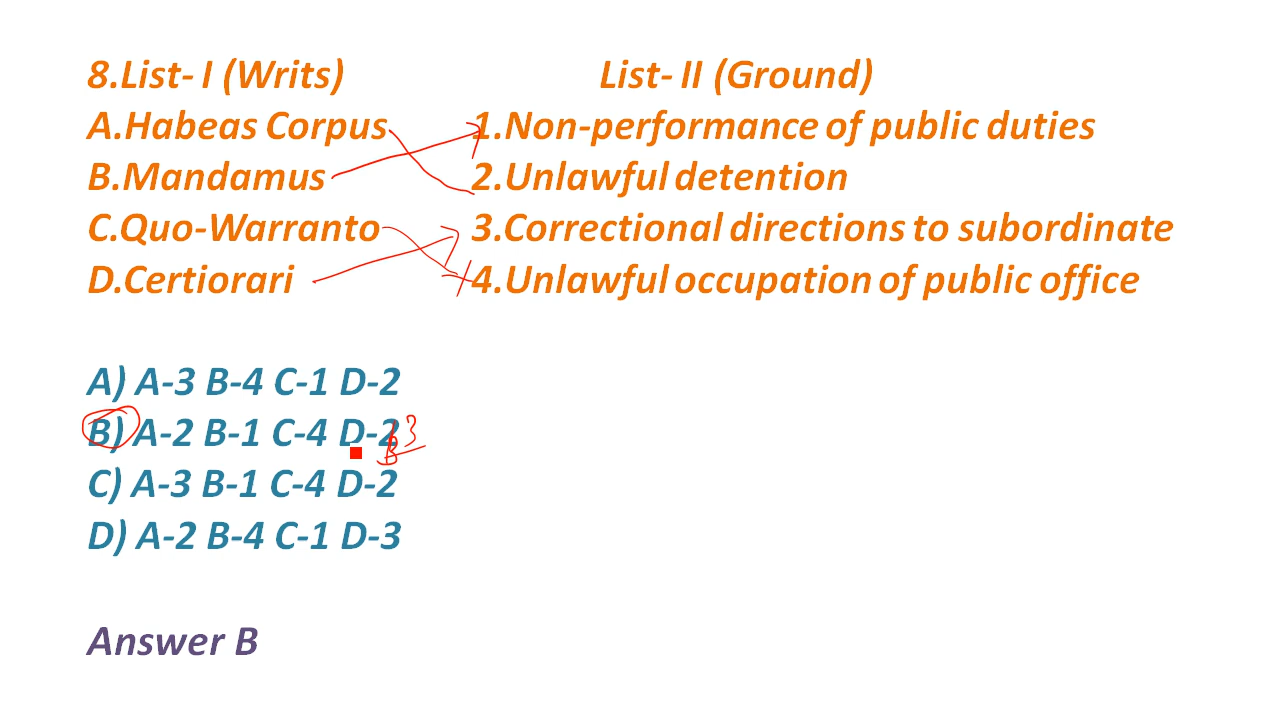 8.List- I (Writs) List- II (Ground)
A.Habeas Corpus 1.Non-performance of public duties
B.Mandamus 2.Unlawful detention
C.Quo-Warranto 3.Correctional directions to subordinate
D.Certiorari 4.Unlawful occupation of public office
A) A-3 B-4 C-1 D-2
B) A-2 B-1 C-4 D-2 3
C) A-3 B-1 C-4 D-2
D) A-2 B-4 C-1 D-3
Answer B